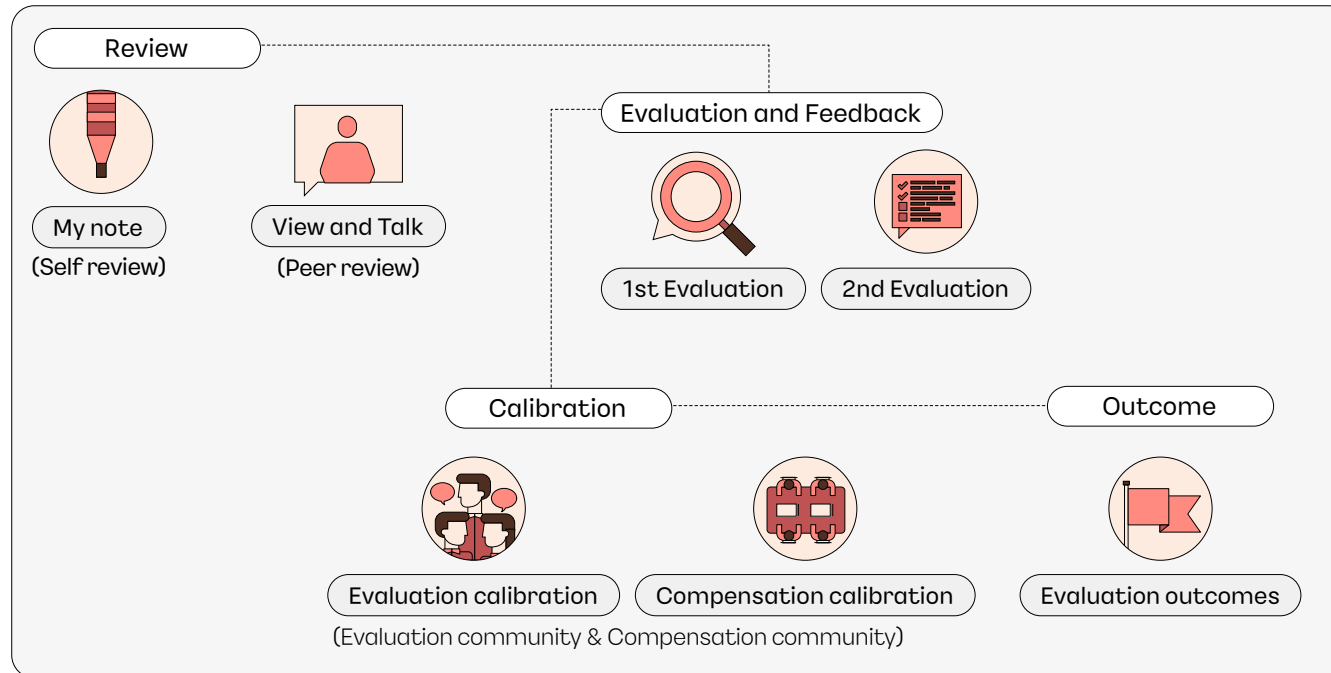 Review
My note
(Self review)
View and Talk
(Peer review)
Evaluation and Feedback
1st Evaluation
2nd Evaluation
Calibration
Evaluation calibration
Compensation calibration
(Evaluation community & Compensation community)
Outcome
Evaluation outcomes